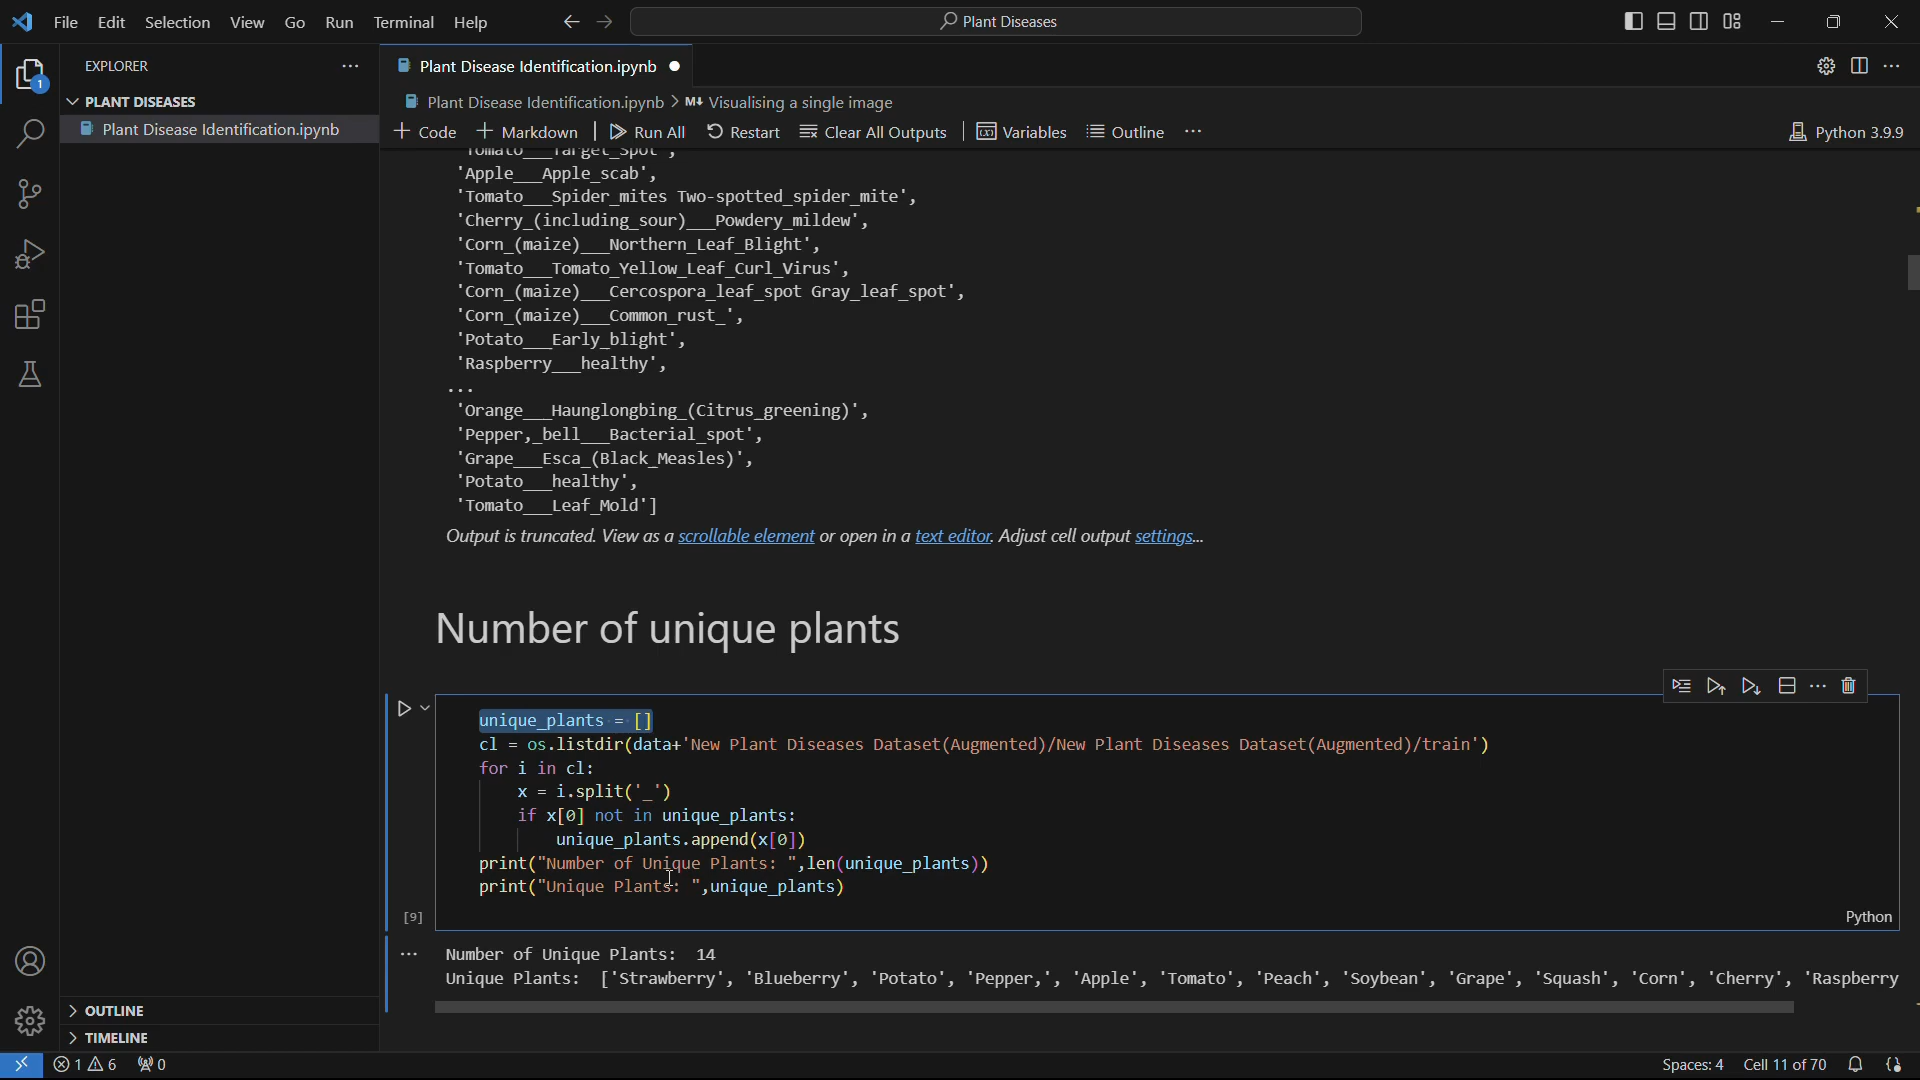 File Edit Selection View Go Run Terminal Help
Plant Diseases
EXPLORER
Plant Disease Identification.ipynb
PLANT DISEASES
Plant Disease Identification.ipynb > M↓ Visualising a single image
Plant Disease Identification.ipynb
+ Code + Markdown Run All Restart Clear All Outputs Variables Outline ... Python 3.9.9
'Tomato___Target_Spot',
'Apple___Apple_scab',
'Tomato___Spider_mites Two-spotted_spider_mite',
'Cherry_(including_sour)___Powdery_mildew',
'Corn_(maize)___Northern_Leaf_Blight',
'Tomato___Tomato_Yellow_Leaf_Curl_Virus',
'Corn_(maize)___Cercospora_leaf_spot Gray_leaf_spot',
'Corn_(maize)___Common_rust_',
'Potato___Early_blight',
'Raspberry___healthy',
...
'Orange___Haunglongbing_(Citrus_greening)',
'Pepper,_bell___Bacterial_spot',
'Grape___Esca_(Black_Measles)',
'Potato___healthy',
'Tomato___Leaf_Mold']
Output is truncated. View as a scrollable element or open in a text editor. Adjust cell output settings...
Number of unique plants
unique_plants = []
cl = os.listdir(data+'New Plant Diseases Dataset(Augmented)/New Plant Diseases Dataset(Augmented)/train')
for i in cl:
x = i.split('_')
if x[0] not in unique_plants:
unique_plants.append(x[0])
print("Number of Unique Plants: ",len(unique_plants))
print("Unique Plants: ",unique_plants)
[9] Python
Number of Unique Plants:  14
Unique Plants:  ['Strawberry', 'Blueberry', 'Potato', 'Pepper,', 'Apple', 'Tomato', 'Peach', 'Soybean', 'Grape', 'Squash', 'Corn', 'Cherry', 'Raspberry
OUTLINE
TIMELINE
1 6 0 Spaces: 4 Cell 11 of 70